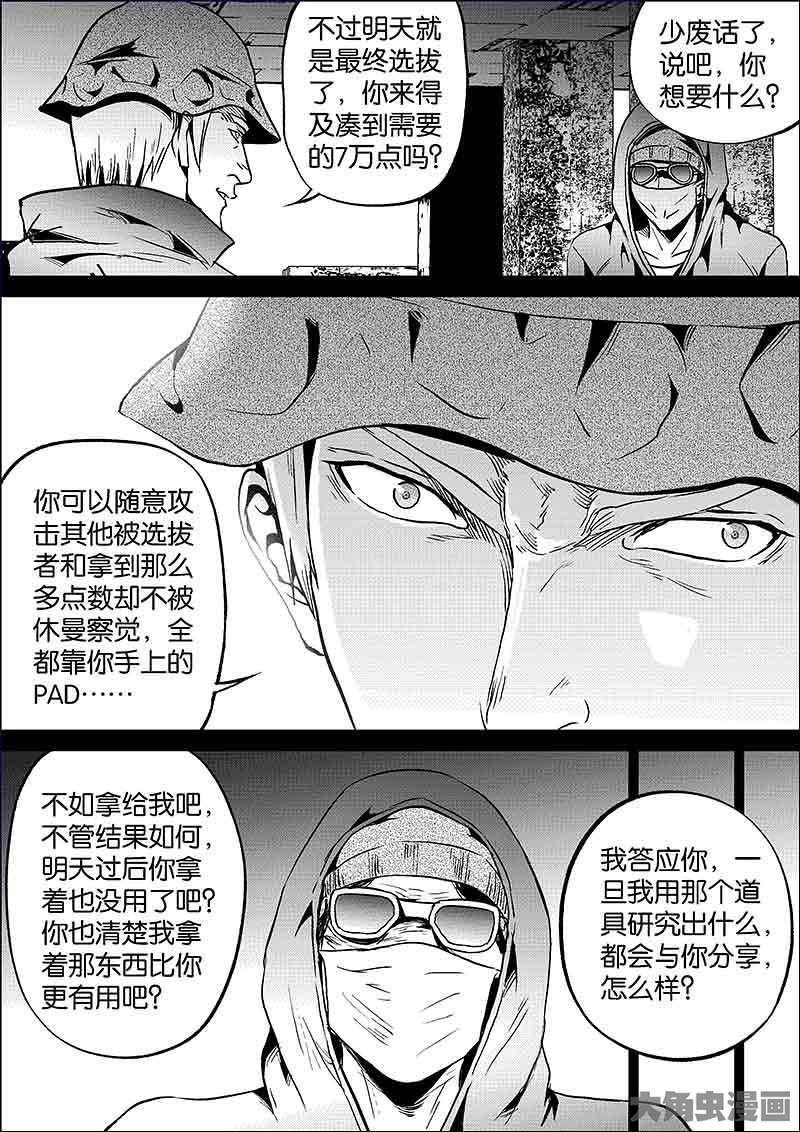 不过明天就
是最终选拔
了，你来得
及凑到需要
的7万点吗？
少废话了，
说吧，你
想要什么？
你可以随意攻
击其他被选拔
者和拿到那么
多点数却不被
休曼察觉，全
都靠你手上的
PAD……
不如拿给我吧，
不管结果如何，
明天过后你拿
着也没用了吧？
你也清楚我拿
着那东西比你
更有用吧？
我答应你，一
旦我用那个道
具研究出什么，
都会与你分享，
怎么样？
大角虫漫画